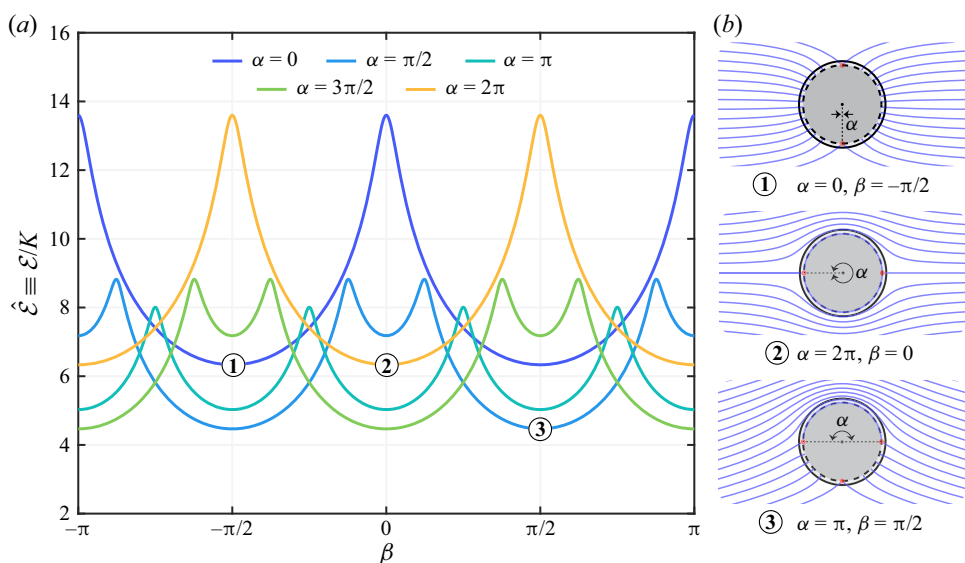 (a)
16
14
12
10
8
6
4
2
Ɛ̂ ≡ Ɛ/K
α = 0 α = π/2 α = π
α = 3π/2 α = 2π
1 2 3
−π −π/2 0 π/2 π
β
(b)
α
1 α = 0, β = −π/2
α
2 α = 2π, β = 0
α
3 α = π, β = π/2